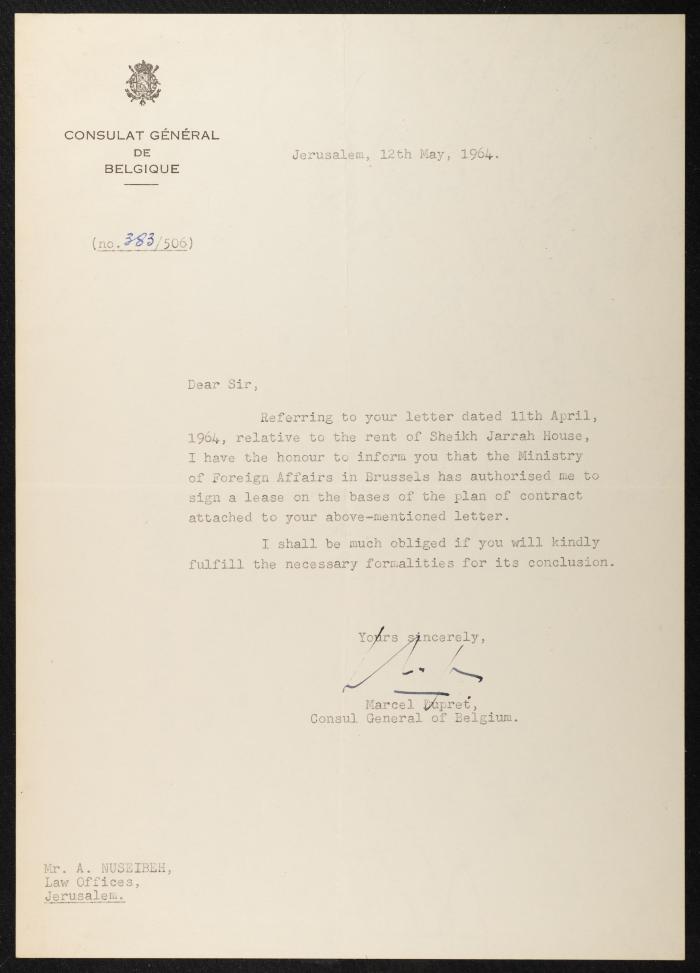 CONSULAT GÉNÉRAL
DE
BELGIQUE
Jerusalem, 12th May, 1964.
(no.383/506)
Dear Sir,
Referring to your letter dated 11th April,
1964, relative to the rent of Sheikh Jarrah House,
I have the honour to inform you that the Ministry
of Foreign Affairs in Brussels has authorised me to
sign a lease on the bases of the plan of contract
attached to your above-mentioned letter.
I shall be much obliged if you will kindly
fulfill the necessary formalities for its conclusion.
Yours sincerely,
Marcel Dupret,
Consul General of Belgium.
Mr. A. NUSEIBEH,
Law Offices,
Jerusalem.